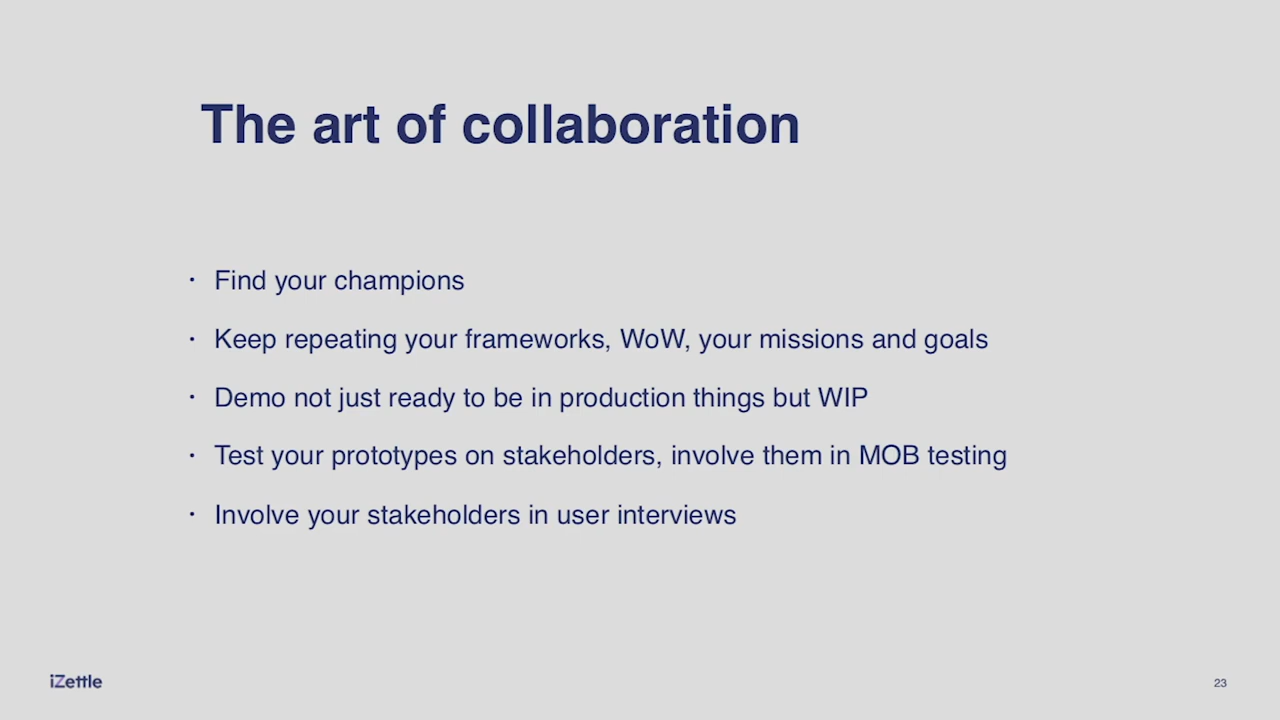 The art of collaboration
· Find your champions
· Keep repeating your frameworks, WoW, your missions and goals
· Demo not just ready to be in production things but WIP
· Test your prototypes on stakeholders, involve them in MOB testing
· Involve your stakeholders in user interviews
iZettle
23